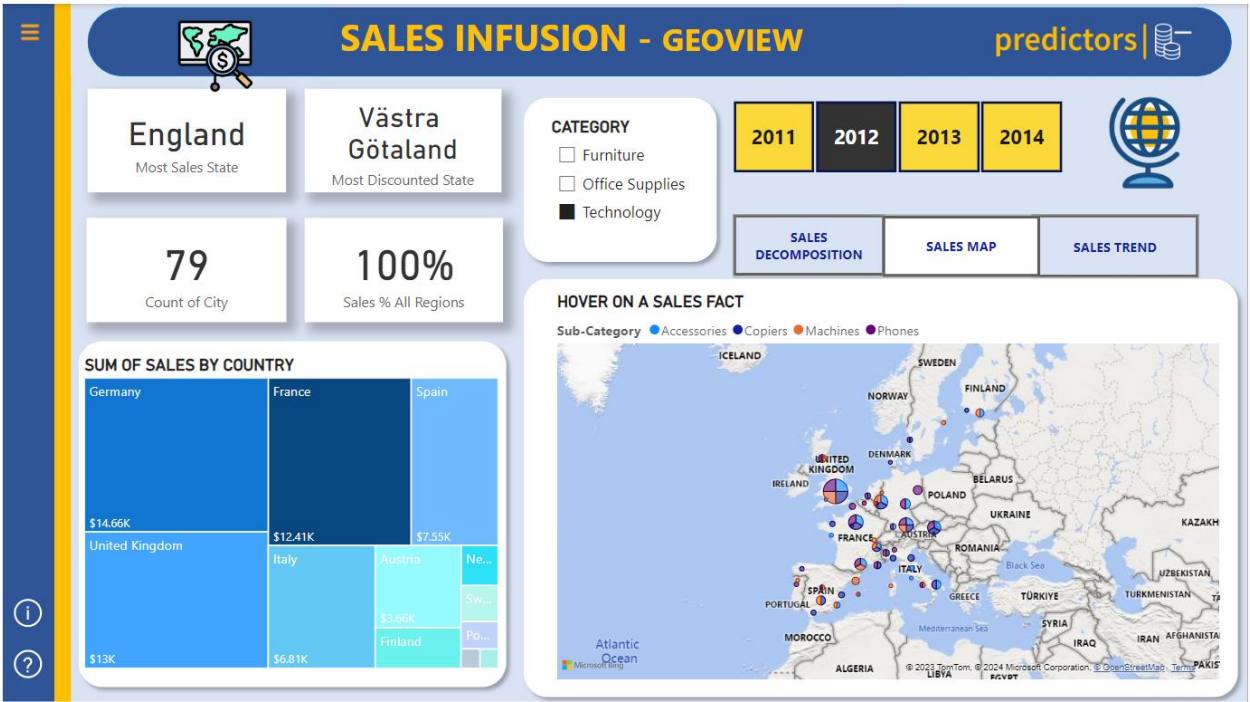 SALES INFUSION - GEOVIEW
predictors
England
Most Sales State
Västra
Götaland
Most Discounted State
79
Count of City
100%
Sales % All Regions
CATEGORY
Furniture
Office Supplies
Technology
2011
2012
2013
2014
SALES
DECOMPOSITION
SALES MAP
SALES TREND
SUM OF SALES BY COUNTRY
Germany
$14.66K
United Kingdom
$13K
France
$12.41K
Spain
$7.55K
Italy
$6.81K
Austria
$3.66K
Finland
Ne...
Sw...
Po...
HOVER ON A SALES FACT
Sub-Category Accessories Copiers Machines Phones
ICELAND
SWEDEN
FINLAND
NORWAY
UNITED
KINGDOM
DENMARK
IRELAND
BELARUS
POLAND
UKRAINE
KAZAKH
FRANCE
AUSTRIA
ROMANIA
ITALY
Black Sea
UZBEKISTAN
SPAIN
PORTUGAL
GREECE
TÜRKIYE
TURKMENISTAN
Mediterranean Sea
SYRIA
MOROCCO
IRAQ
IRAN
AFGHANISTA
Atlantic
Ocean
Microsoft Bing
ALGERIA
LIBYA
EGYPT
PAKIS
© 2023 TomTom, © 2024 Microsoft Corporation, © OpenStreetMap Terms